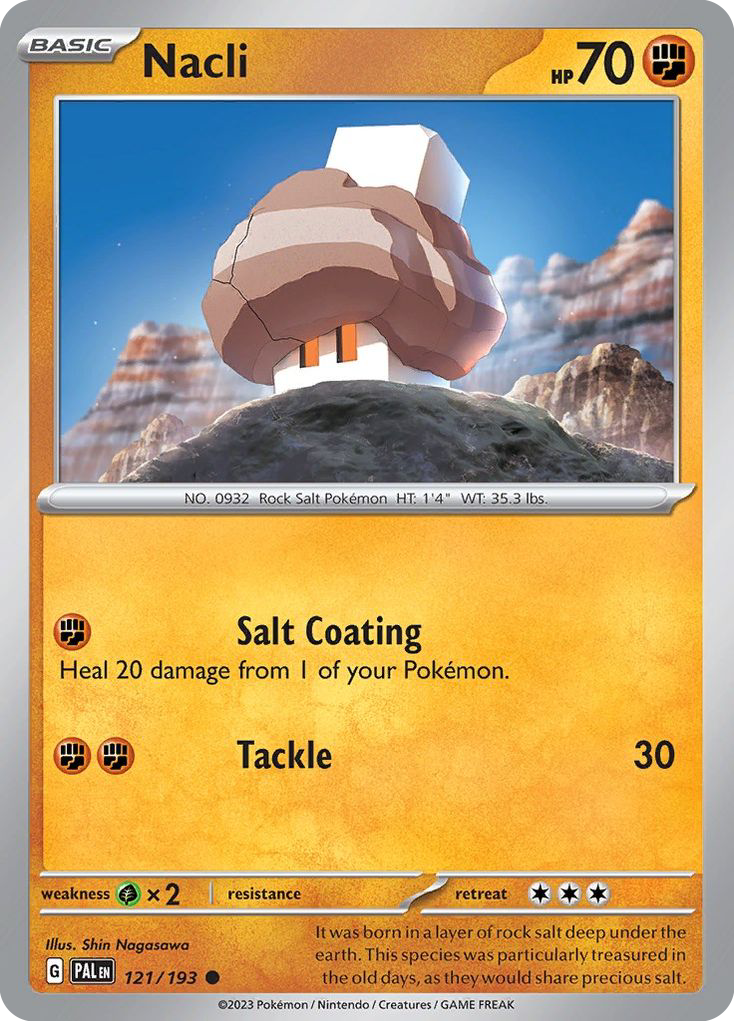 BASIC
Nacli
HP 70
NO. 0932 Rock Salt Pokémon HT: 1'4" WT: 35.3 lbs.
Salt Coating
Heal 20 damage from 1 of your Pokémon.
Tackle 30
weakness ×2 resistance retreat
Illus. Shin Nagasawa
It was born in a layer of rock salt deep under the
earth. This species was particularly treasured in
the old days, as they would share precious salt.
G PAL EN 121/193
©2023 Pokémon / Nintendo / Creatures / GAME FREAK